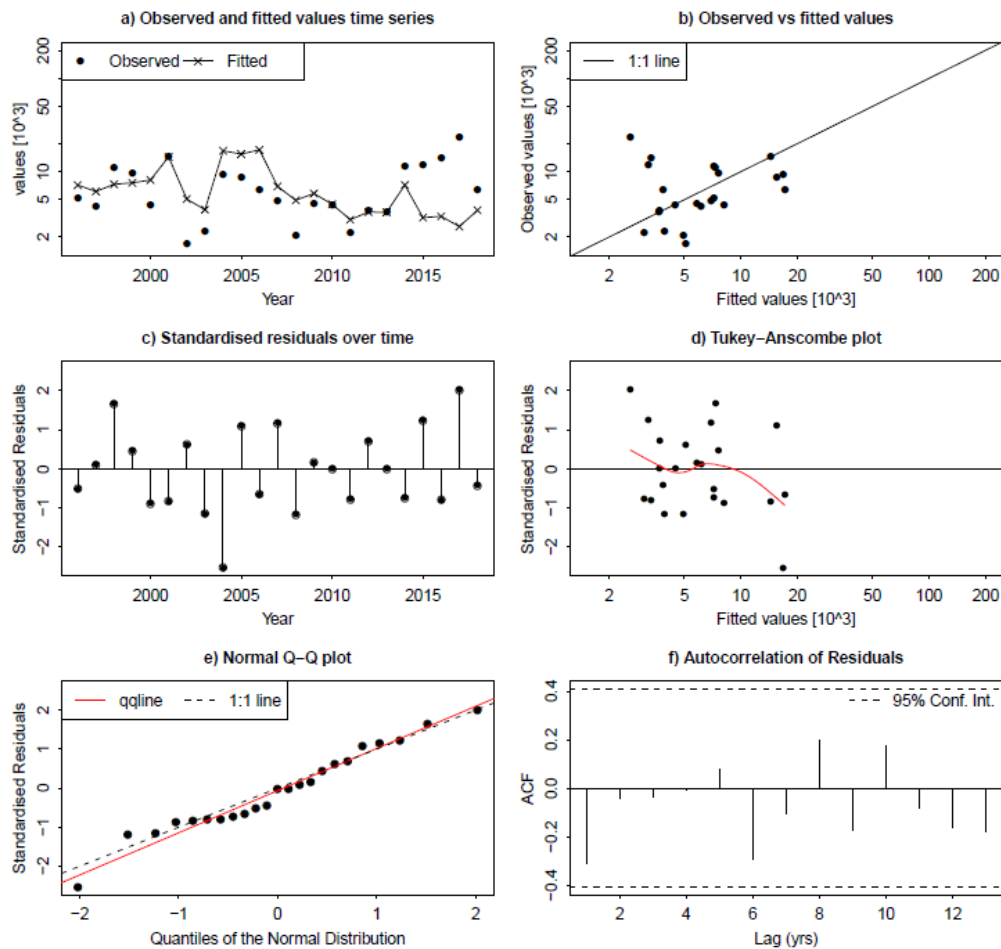 a) Observed and fitted values time series
values [10^3]
200
50
10
5
2
Observed
Fitted
2000
2005
2010
2015
Year
b) Observed vs fitted values
Observed values [10^3]
200
50
10
5
2
1:1 line
2
5
10
20
50
100
200
Fitted values [10^3]
c) Standardised residuals over time
Standardised Residuals
2
1
0
−1
−2
2000
2005
2010
2015
Year
d) Tukey−Anscombe plot
Standardised Residuals
2
1
0
−1
−2
2
5
10
20
50
100
200
Fitted values [10^3]
e) Normal Q−Q plot
Standardised Residuals
2
1
0
−1
−2
qqline
1:1 line
−2
−1
0
1
2
Quantiles of the Normal Distribution
f) Autocorrelation of Residuals
ACF
0.4
0.2
0.0
−0.2
−0.4
95% Conf. Int.
2
4
6
8
10
12
Lag (yrs)